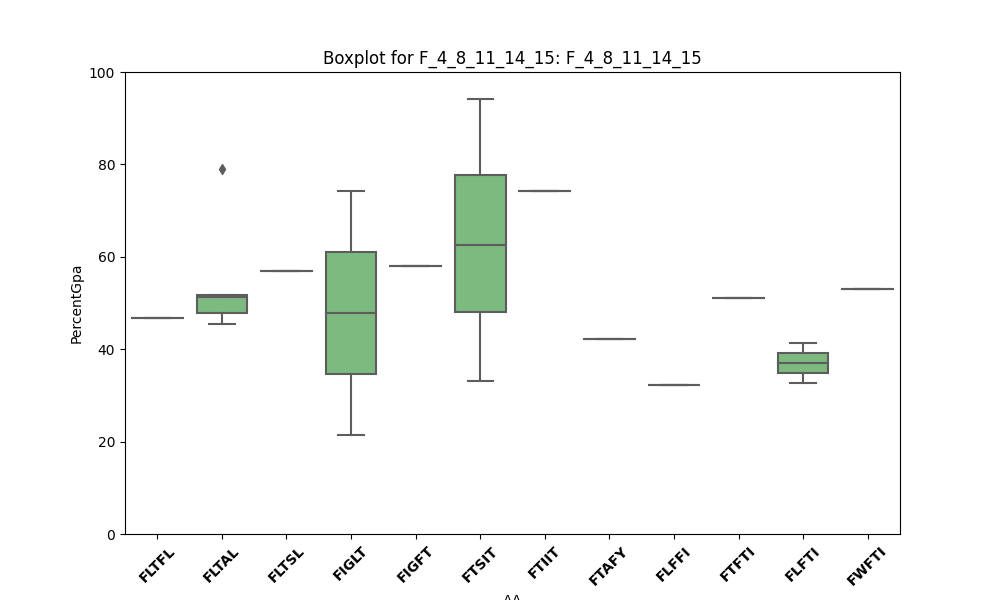 Boxplot for F_4_8_11_14_15: F_4_8_11_14_15
100
80
60
40
20
0
PercentGpa
FLTFL
FLTAL
FLTSL
FIGLT
FIGFT
FTSIT
FTIIT
FTAFY
FLFFI
FTFTI
FLFTI
FWFTI
AA